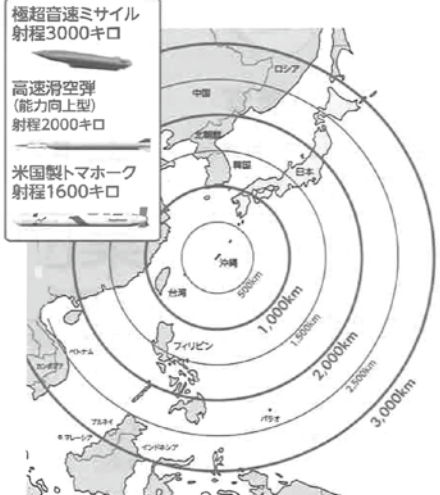 極超音速ミサイル
射程3000キロ
高速滑空弾
(能力向上型)
射程2000キロ
米国製トマホーク
射程1600キロ
ロシア
中国
北朝鮮
韓国
日本
沖縄
台湾
500km
1,000km
1,500km
2,000km
2,500km
3,000km
フィリピン
ベトナム
カンボジア
パラオ
ブルネイ
マレーシア
インドネシア